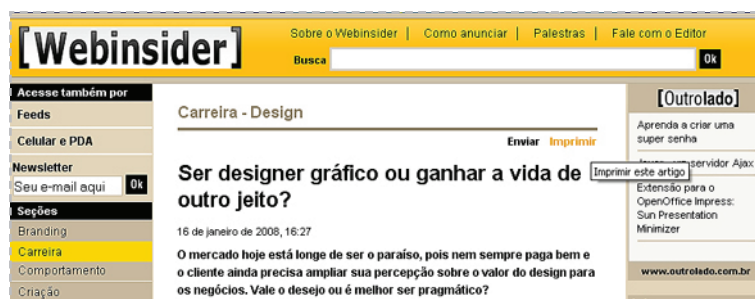 [Webinsider]
Sobre o Webinsider | Como anunciar | Palestras | Fale com o Editor
Busca Ok
Acesse também por
Feeds
Celular e PDA
Newsletter
Seu e-mail aqui Ok
Seções
Branding
Carreira
Comportamento
Criação
Carreira - Design
Enviar Imprimir
Ser designer gráfico ou ganhar a vida de
outro jeito?
16 de janeiro de 2008, 16:27
O mercado hoje está longe de ser o paraíso, pois nem sempre paga bem e
o cliente ainda precisa ampliar sua percepção sobre o valor do design para
os negócios. Vale o desejo ou é melhor ser pragmático?
Imprimir este artigo
[Outrolado]
Aprenda a criar uma
super senha
servidor Ajax
Extensão para o
OpenOffice Impress:
Sun Presentation
Minimizer
www.outrolado.com.br